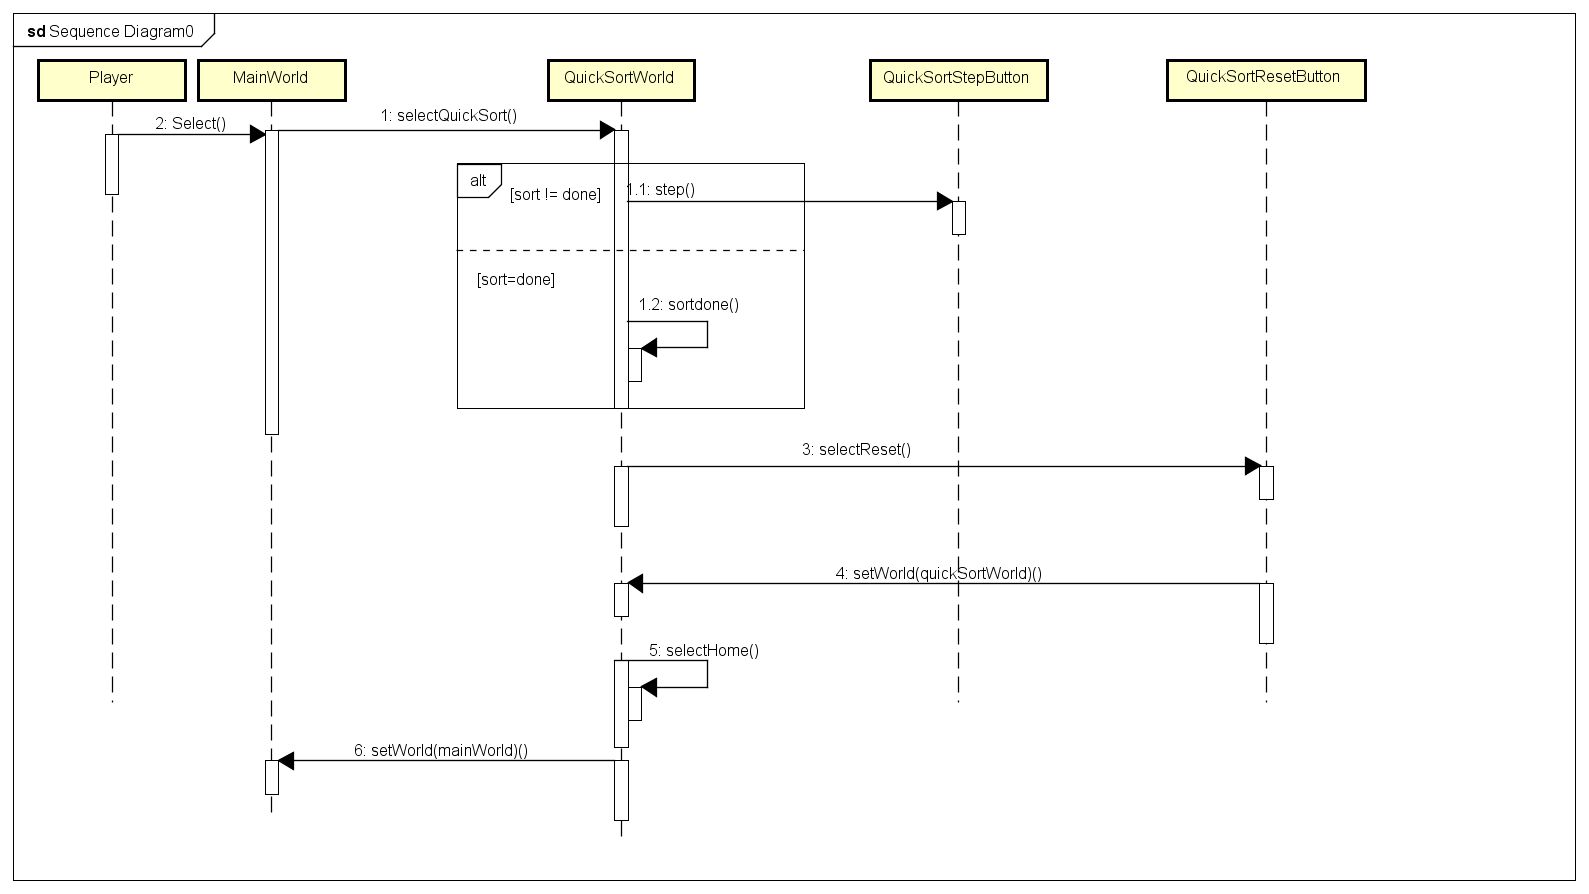 sd Sequence Diagram0
Player
MainWorld
QuickSortWorld
QuickSortStepButton
QuickSortResetButton
2: Select()
1: selectQuickSort()
alt
[sort != done]
1.1: step()
[sort=done]
1.2: sortdone()
3: selectReset()
4: setWorld(quickSortWorld)()
5: selectHome()
6: setWorld(mainWorld)()